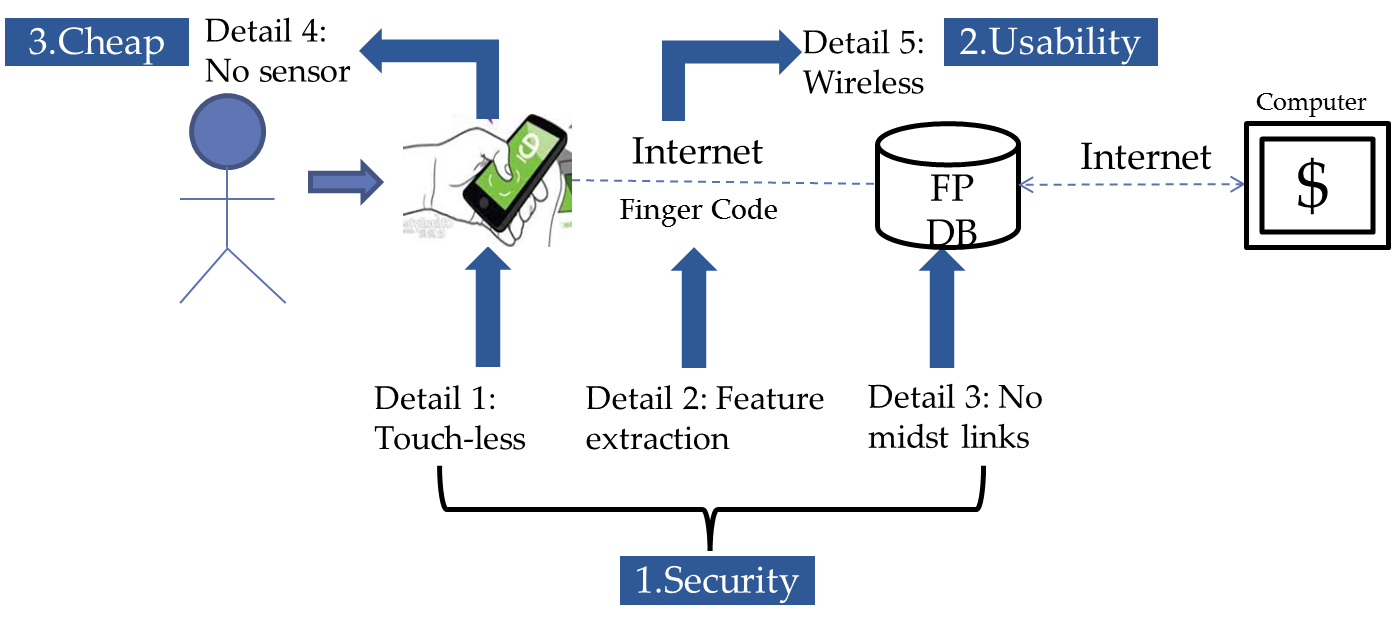 3.Cheap
Detail 4:
No sensor
Detail 5:
Wireless
2.Usability
Computer
Internet
Finger Code
FP
DB
Internet
$
Detail 1:
Touch-less
Detail 2: Feature
extraction
Detail 3: No
midst links
1.Security